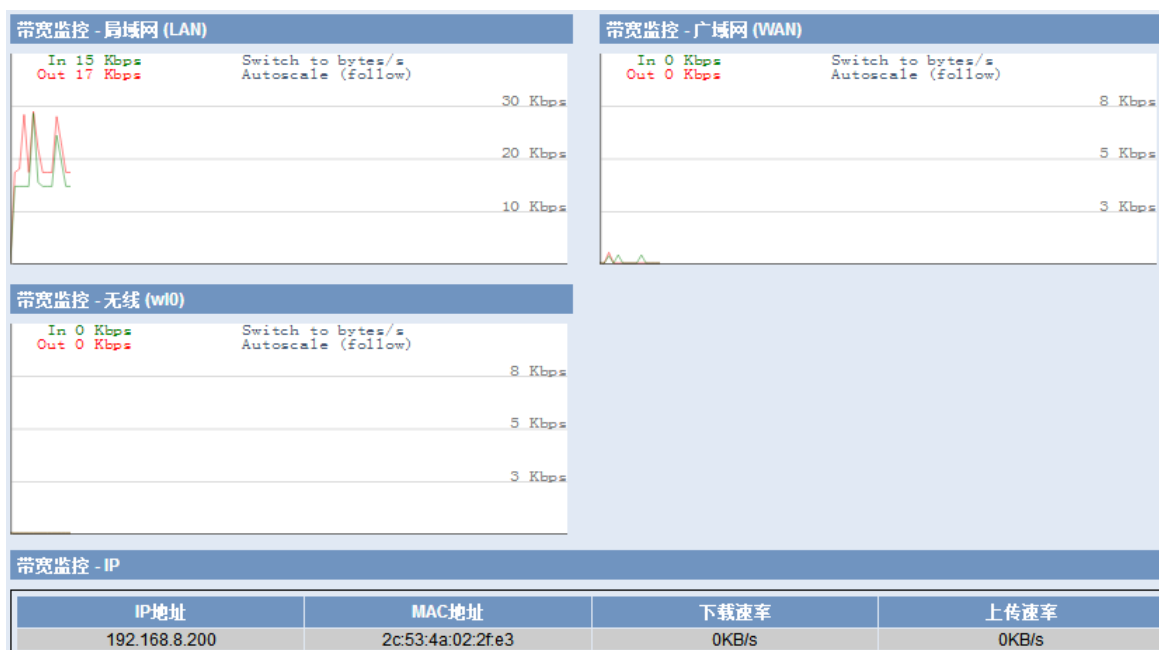 带宽监控 - 局域网 (LAN)
In 15 Kbps Switch to bytes/s
Out 17 Kbps Autoscale (follow)
30 Kbps
20 Kbps
10 Kbps
带宽监控 - 广域网 (WAN)
In 0 Kbps Switch to bytes/s
Out 0 Kbps Autoscale (follow)
8 Kbps
5 Kbps
3 Kbps
带宽监控 - 无线 (wl0)
In 0 Kbps Switch to bytes/s
Out 0 Kbps Autoscale (follow)
8 Kbps
5 Kbps
3 Kbps
带宽监控 - IP
IP地址 MAC地址 下载速率 上传速率
192.168.8.200 2c:53:4a:02:2f:e3 0KB/s 0KB/s